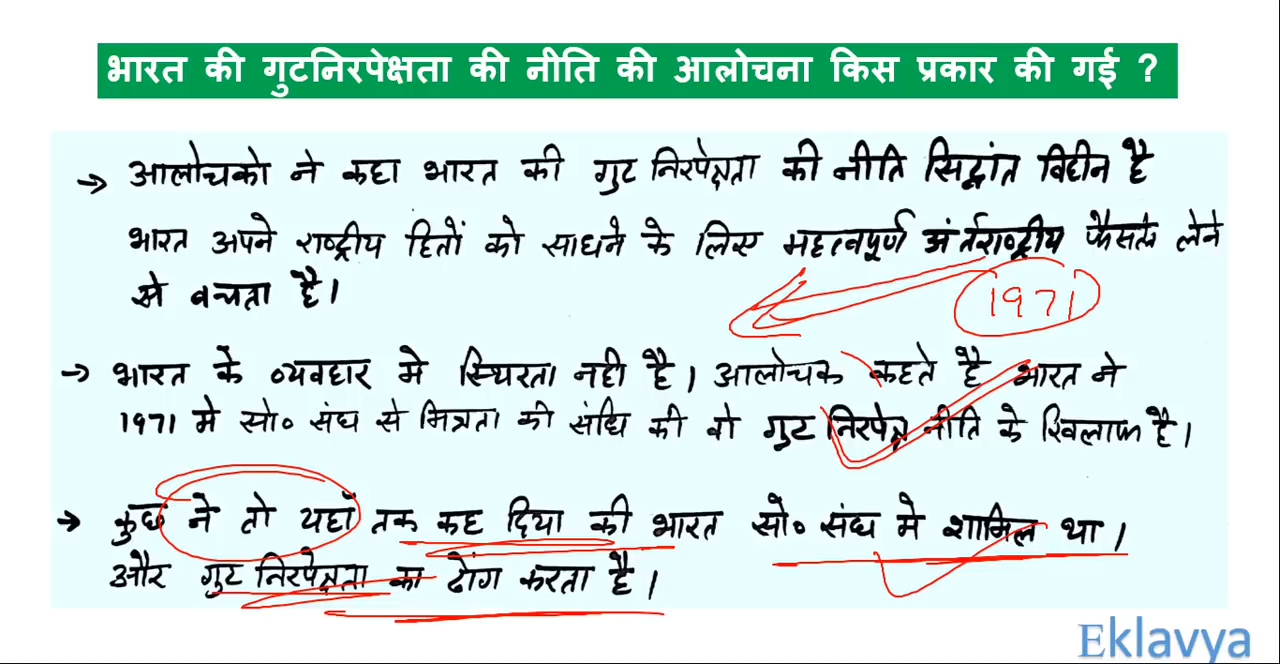 भारत की गुटनिरपेक्षता की नीति की आलोचना किस प्रकार की गई ?
→ आलोचको ने कहा भारत की गुट निरपेक्षता की नीति सिद्धांत विहीन है
भारत अपने राष्ट्रीय हितों को साधने के लिए महत्वपूर्ण अंर्तराष्ट्रीय फैसले लेने
से बचता है।
1971
→ भारत के व्यवहार मे स्थिरता नही है। आलोचक कहते है भारत ने
1971 मे सो० संघ से मित्रता की संधि की वो गुट निरपेक्ष नीति के खिलाफ है।
→ कुछ ने तो यहाँ तक कह दिया की भारत सो० संघ मे शामिल था।
और गुट निरपेक्षता का ढोंग करता है।
Eklavya